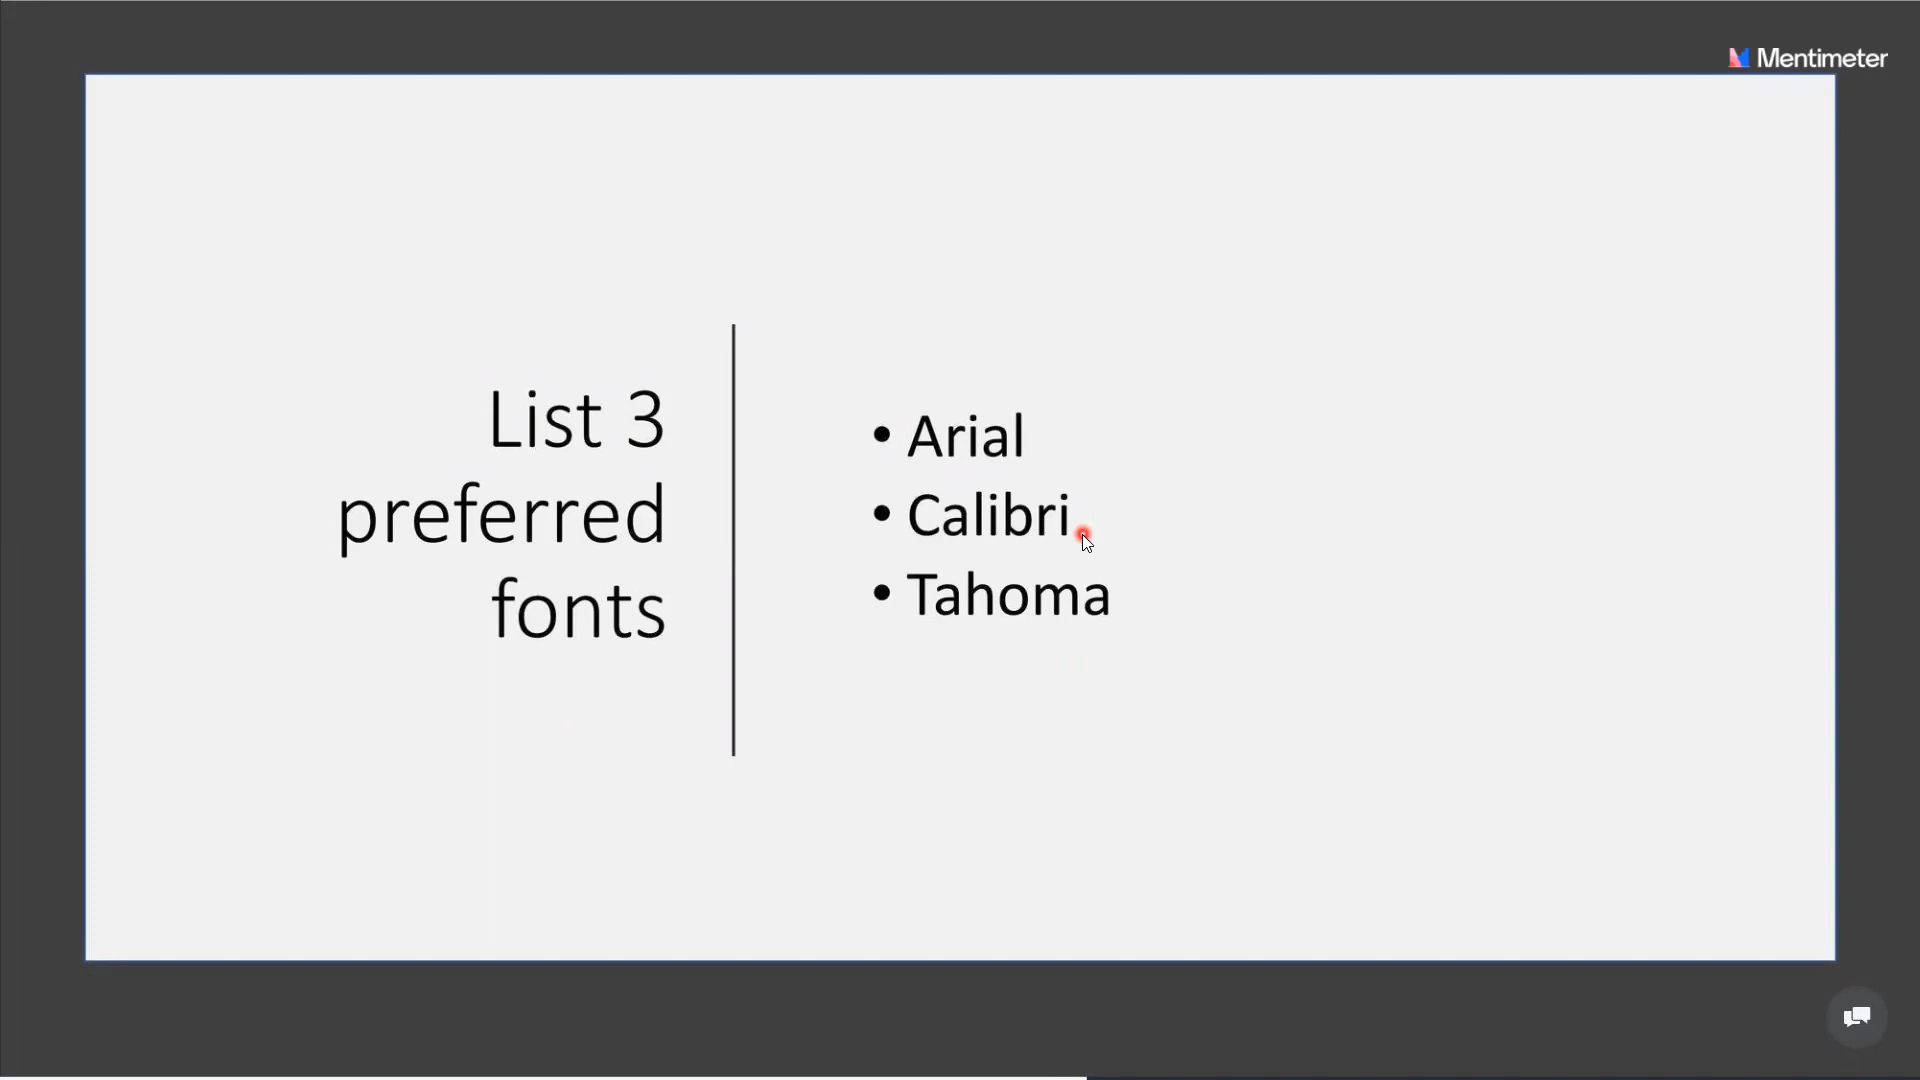 Mentimeter
List 3
preferred
fonts
• Arial
• Calibri
• Tahoma